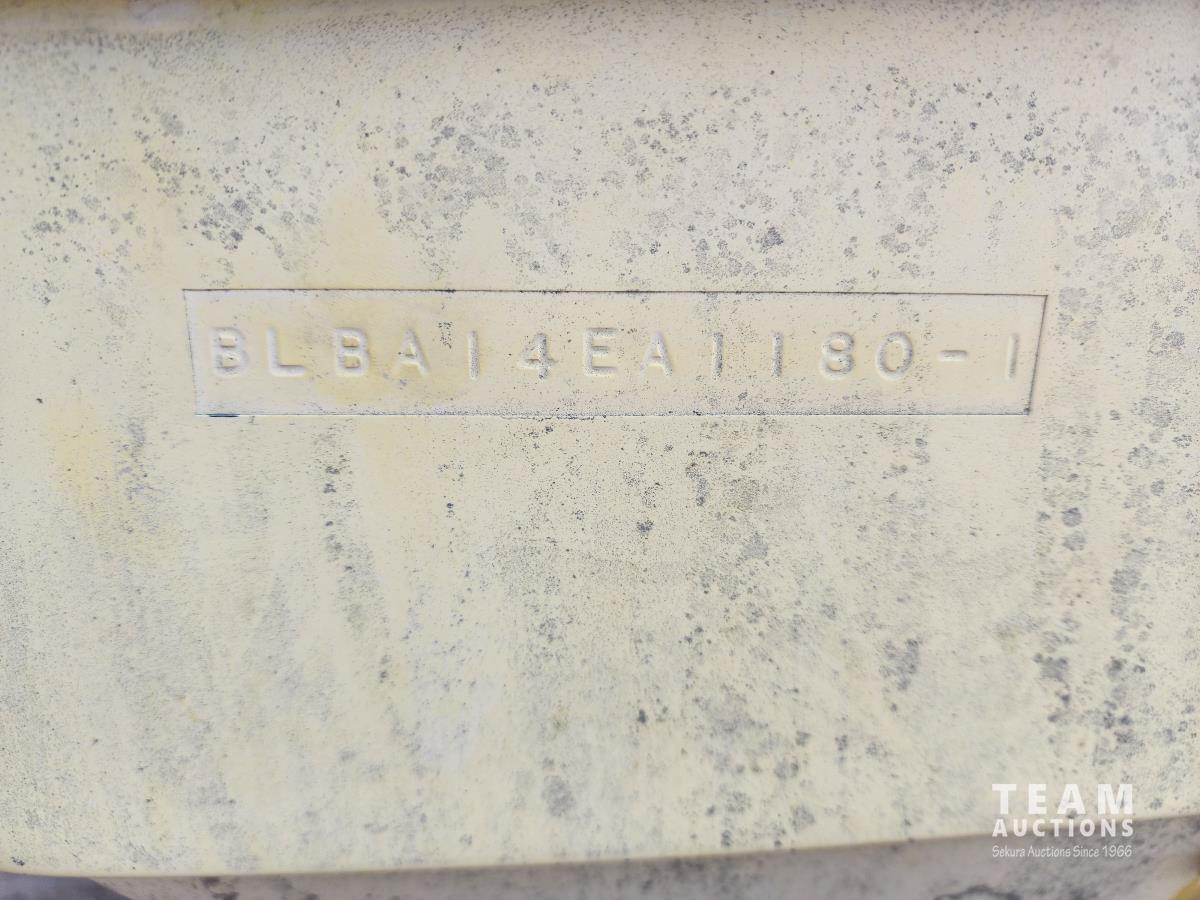 BLBA14EA1180-1
TEAM
AUCTIONS
Sekura Auctions Since 1966